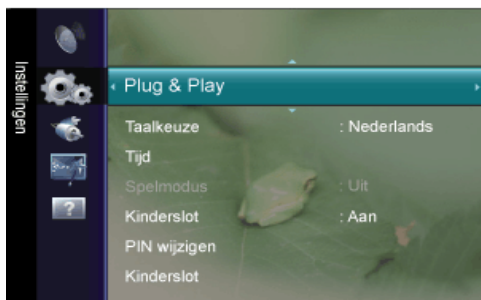 Instellingen
Plug & Play
Taalkeuze : Nederlands
Tijd
Spelmodus : Uit
Kinderslot : Aan
PIN wijzigen
Kinderslot
?